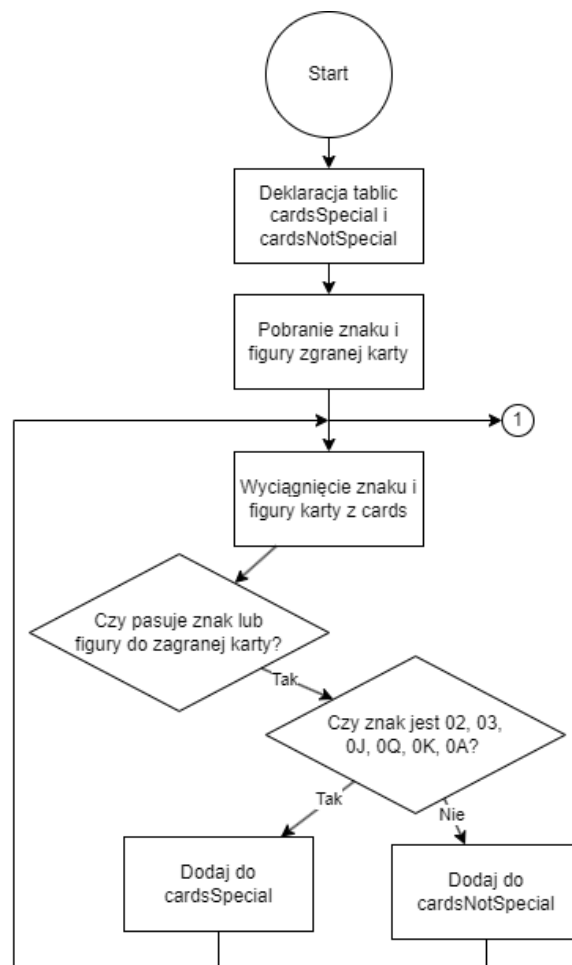 Start
Deklaracja tablic
cardsSpecial i
cardsNotSpecial
Pobranie znaku i
figury zgranej karty
1
Wyciągnięcie znaku i
figury karty z cards
Czy pasuje znak lub
figury do zagranej karty?
Tak
Czy znak jest 02, 03,
0J, 0Q, 0K, 0A?
Tak
Nie
Dodaj do
cardsSpecial
Dodaj do
cardsNotSpecial